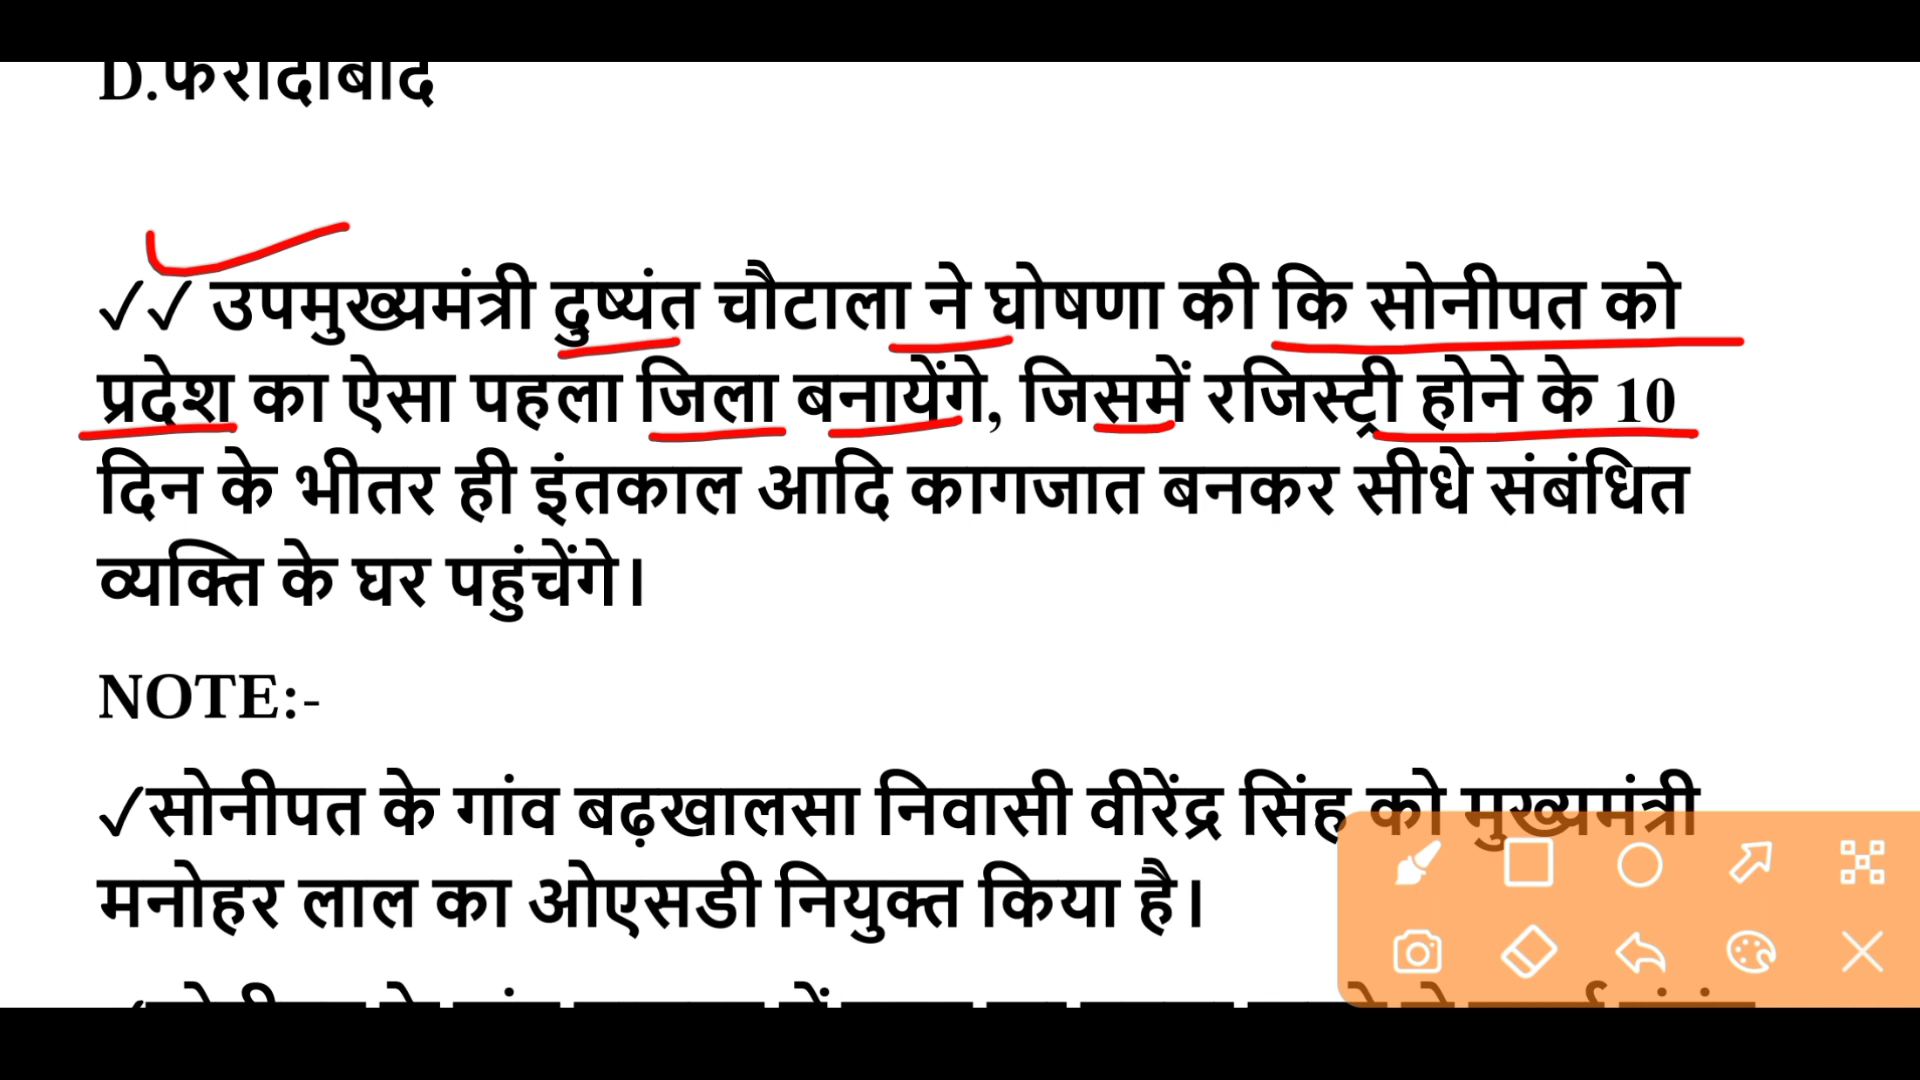 D.फरीदाबाद
✓✓ उपमुख्यमंत्री दुष्यंत चौटाला ने घोषणा की कि सोनीपत को
प्रदेश का ऐसा पहला जिला बनायेंगे, जिसमें रजिस्ट्री होने के 10
दिन के भीतर ही इंतकाल आदि कागजात बनकर सीधे संबंधित
व्यक्ति के घर पहुंचेंगे।
NOTE:-
✓सोनीपत के गांव बढ़खालसा निवासी वीरेंद्र सिंह को मुख्यमंत्री
मनोहर लाल का ओएसडी नियुक्त किया है।